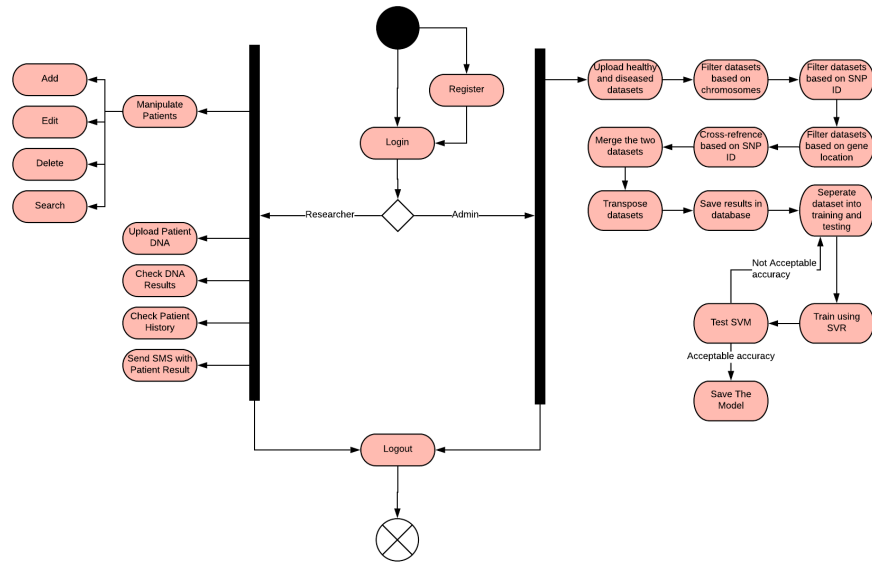 Add
Edit
Delete
Search
Manipulate
Patients
Upload Patient
DNA
Check DNA
Results
Check Patient
History
Send SMS with
Patient Result
Register
Login
Researcher
Admin
Logout
Upload healthy
and diseased
datasets
Filter datasets
based on
chromosomes
Filter datasets
based on SNP
ID
Filter datasets
based on gene
location
Cross-refrence
based on SNP
ID
Merge the two
datasets
Transpose
datasets
Save results in
database
Seperate
dataset into
training and
testing
Not Acceptable
accuracy
Train using
SVR
Test SVM
Acceptable accuracy
Save The
Model